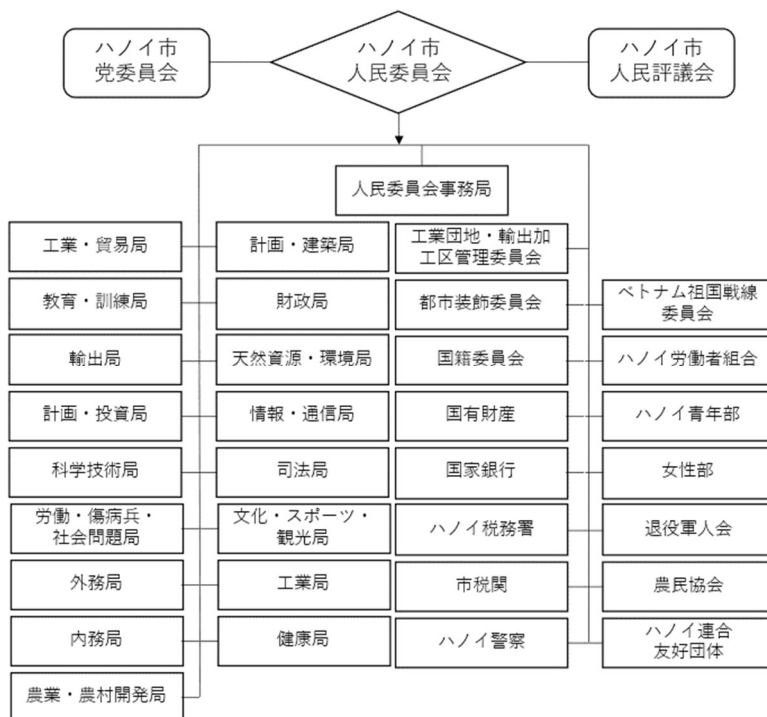 ハノイ市
党委員会
ハノイ市
人民委員会
ハノイ市
人民評議会
人民委員会事務局
工業・貿易局
計画・建築局
工業団地・輸出加
工区管理委員会
教育・訓練局
財政局
都市装飾委員会
ベトナム祖国戦線
委員会
輸出局
天然資源・環境局
国籍委員会
ハノイ労働者組合
計画・投資局
情報・通信局
国有財産
ハノイ青年部
科学技術局
司法局
国家銀行
女性部
労働・傷病兵・
社会問題局
文化・スポーツ・
観光局
ハノイ税務署
退役軍人会
外務局
工業局
市税関
農民協会
内務局
健康局
ハノイ警察
ハノイ連合
友好団体
農業・農村開発局